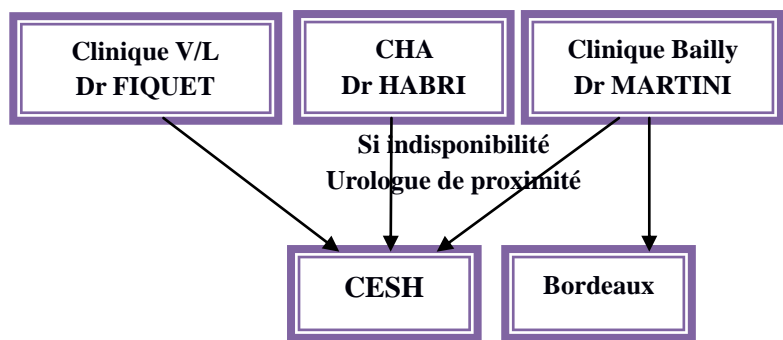 Clinique V/L
Dr FIQUET
CHA
Dr HABRI
Clinique Bailly
Dr MARTINI
Si indisponibilité
Urologue de proximité
CESH
Bordeaux